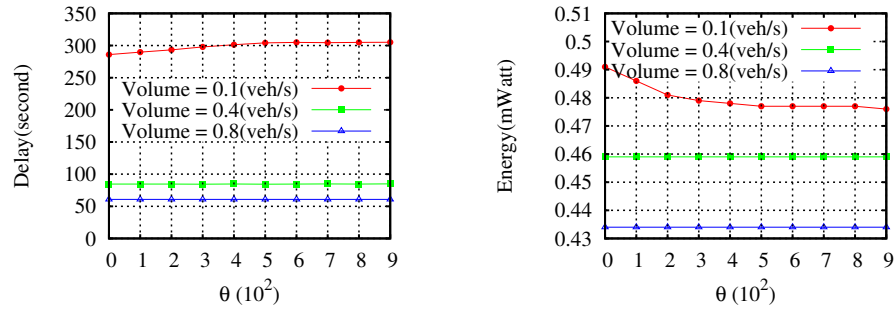 350
300
250
200
150
100
50
0
Delay(second)
Volume = 0.1(veh/s)
Volume = 0.4(veh/s)
Volume = 0.8(veh/s)
0 1 2 3 4 5 6 7 8 9
θ (10²)
0.51
0.5
0.49
0.48
0.47
0.46
0.45
0.44
0.43
Energy(mWatt)
Volume = 0.1(veh/s)
Volume = 0.4(veh/s)
Volume = 0.8(veh/s)
0 1 2 3 4 5 6 7 8 9
θ (10²)